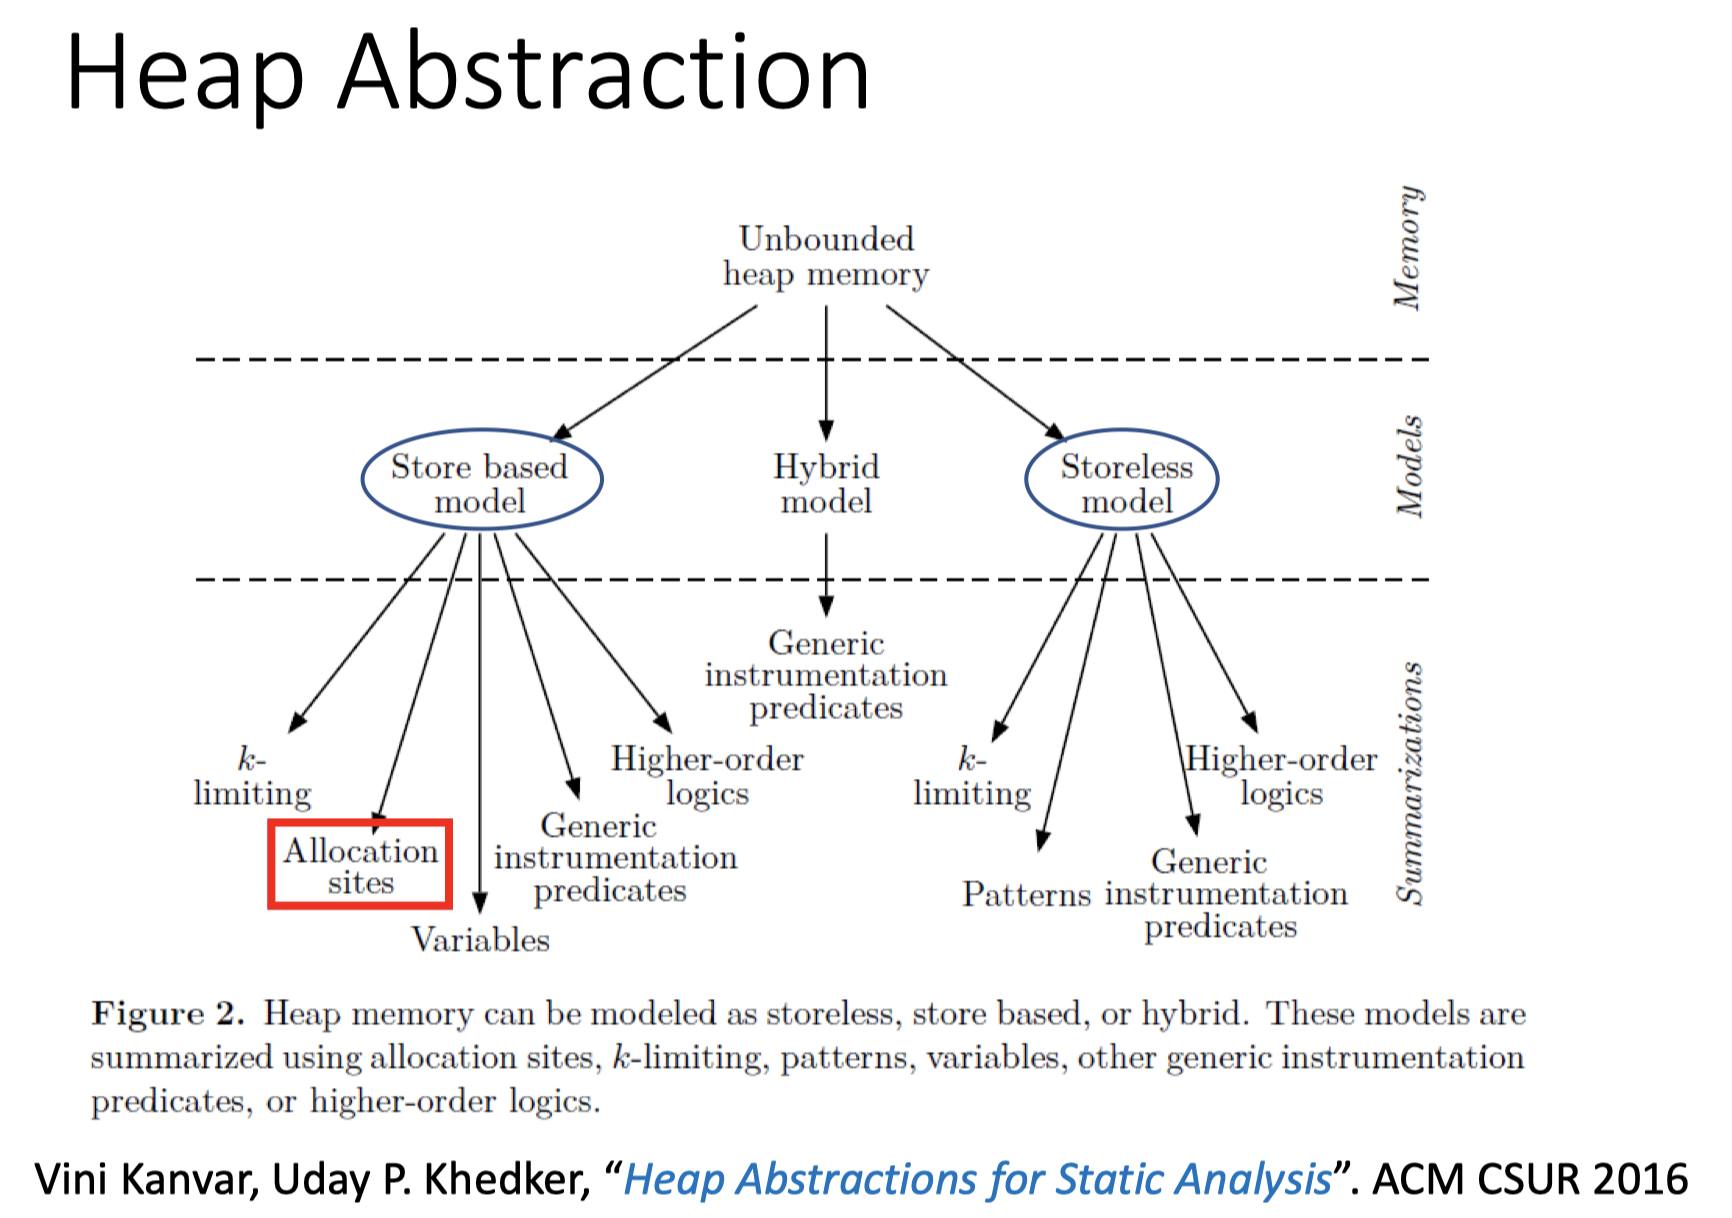 Heap Abstraction
Unbounded
heap memory
Memory
Store based
model
Hybrid
model
Storeless
model
Models
Generic
instrumentation
predicates
k-
limiting
Allocation
sites
Variables
Generic
instrumentation
predicates
Higher-order
logics
k-
limiting
Patterns
Generic
instrumentation
predicates
Higher-order
logics
Summarizations
Figure 2. Heap memory can be modeled as storeless, store based, or hybrid. These models are
summarized using allocation sites, k-limiting, patterns, variables, other generic instrumentation
predicates, or higher-order logics.
Vini Kanvar, Uday P. Khedker, “Heap Abstractions for Static Analysis”. ACM CSUR 2016